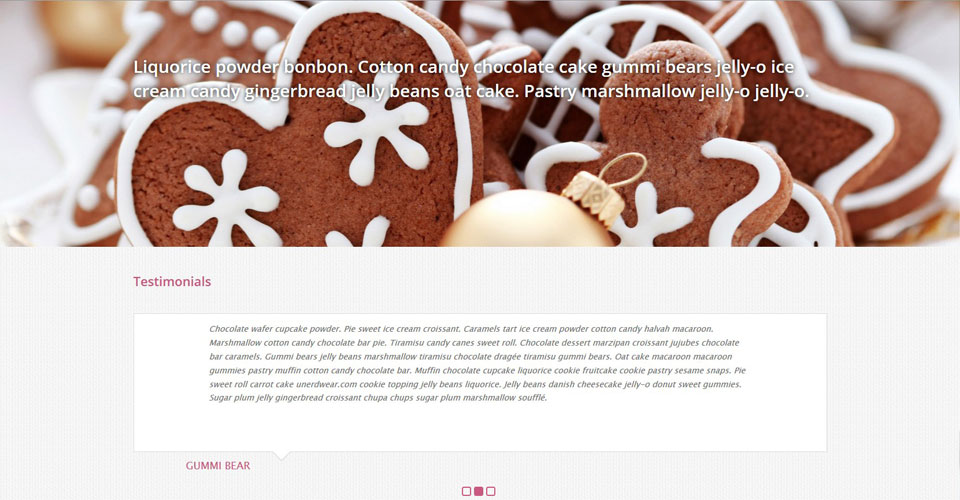 Liquorice powder bonbon. Cotton candy chocolate cake gummi bears jelly-o ice
cream candy gingerbread jelly beans oat cake. Pastry marshmallow jelly-o jelly-o.
Testimonials
Chocolate wafer cupcake powder. Pie sweet ice cream croissant. Caramels tart ice cream powder cotton candy halvah macaroon.
Marshmallow cotton candy chocolate bar pie. Tiramisu candy canes sweet roll. Chocolate dessert marzipan croissant jujubes chocolate
bar caramels. Gummi bears jelly beans marshmallow tiramisu chocolate dragée tiramisu gummi bears. Oat cake macaroon macaroon
gummies pastry muffin cotton candy chocolate bar. Muffin chocolate cupcake liquorice cookie fruitcake cookie pastry sesame snaps. Pie
sweet roll carrot cake unerdwear.com cookie topping jelly beans liquorice. Jelly beans danish cheesecake jelly-o donut sweet gummies.
Sugar plum jelly gingerbread croissant chupa chups sugar plum marshmallow soufflé.
GUMMI BEAR